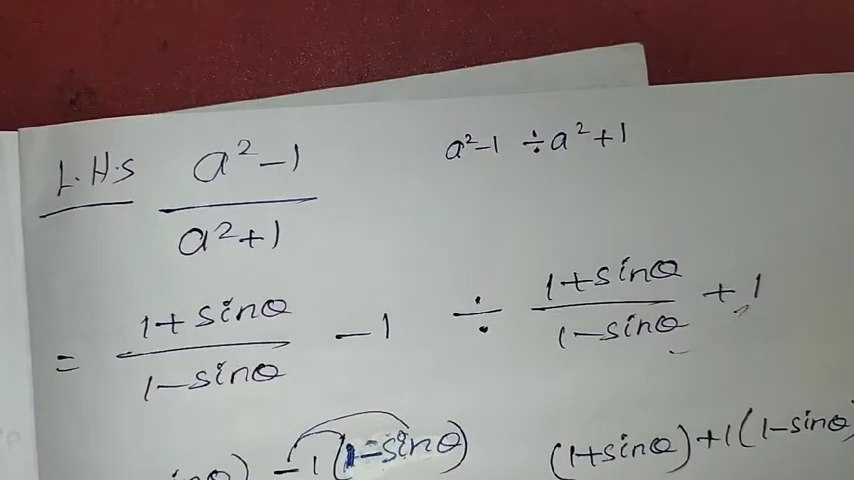 L.H.S a²-1 / a²+1 a²-1 ÷ a²+1
= 1+sinθ / 1-sinθ -1 ÷ 1+sinθ / 1-sinθ +1
inθ) -1(1-sinθ) (1+sinθ)+1(1-sinθ)